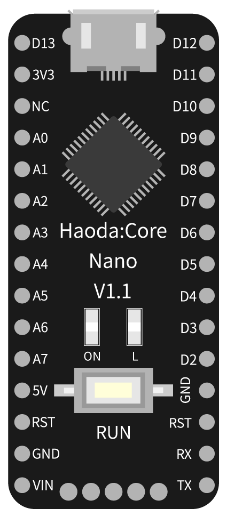 D13 D12
3V3 D11
NC D10
A0 D9
A1 D8
A2 D7
Haoda:Core
A3 D6
Nano
A4 D5
V1.1
A5 D4
A6 D3
ON L
A7 D2
5V GND
RST RST
RUN
GND RX
VIN TX